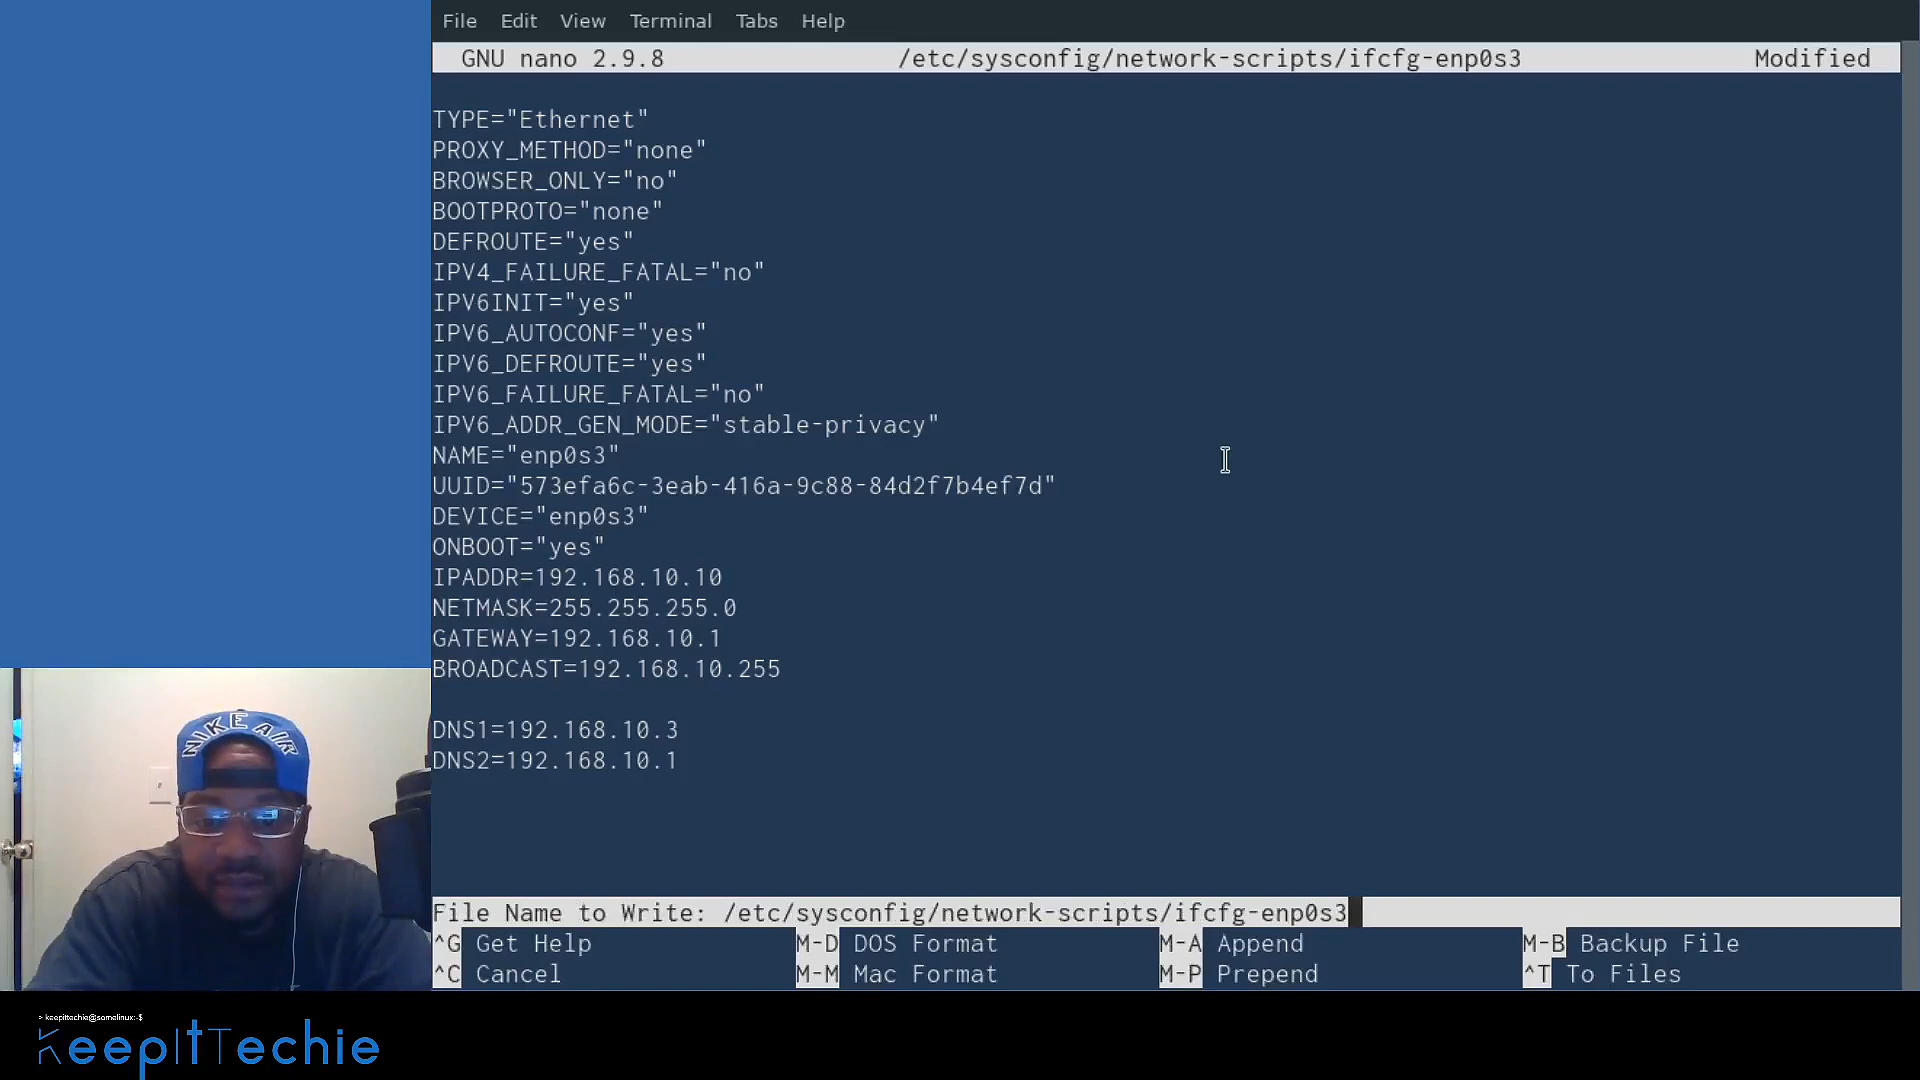 File Edit View Terminal Tabs Help
GNU nano 2.9.8 /etc/sysconfig/network-scripts/ifcfg-enp0s3 Modified
TYPE="Ethernet"
PROXY_METHOD="none"
BROWSER_ONLY="no"
BOOTPROTO="none"
DEFROUTE="yes"
IPV4_FAILURE_FATAL="no"
IPV6INIT="yes"
IPV6_AUTOCONF="yes"
IPV6_DEFROUTE="yes"
IPV6_FAILURE_FATAL="no"
IPV6_ADDR_GEN_MODE="stable-privacy"
NAME="enp0s3"
UUID="573efa6c-3eab-416a-9c88-84d2f7b4ef7d"
DEVICE="enp0s3"
ONBOOT="yes"
IPADDR=192.168.10.10
NETMASK=255.255.255.0
GATEWAY=192.168.10.1
BROADCAST=192.168.10.255
DNS1=192.168.10.3
DNS2=192.168.10.1
NIKE AIR
File Name to Write: /etc/sysconfig/network-scripts/ifcfg-enp0s3
^G Get Help M-D DOS Format M-A Append M-B Backup File
^C Cancel M-M Mac Format M-P Prepend ^T To Files
> keepittechie@somelinux:-$
KeepItTechie